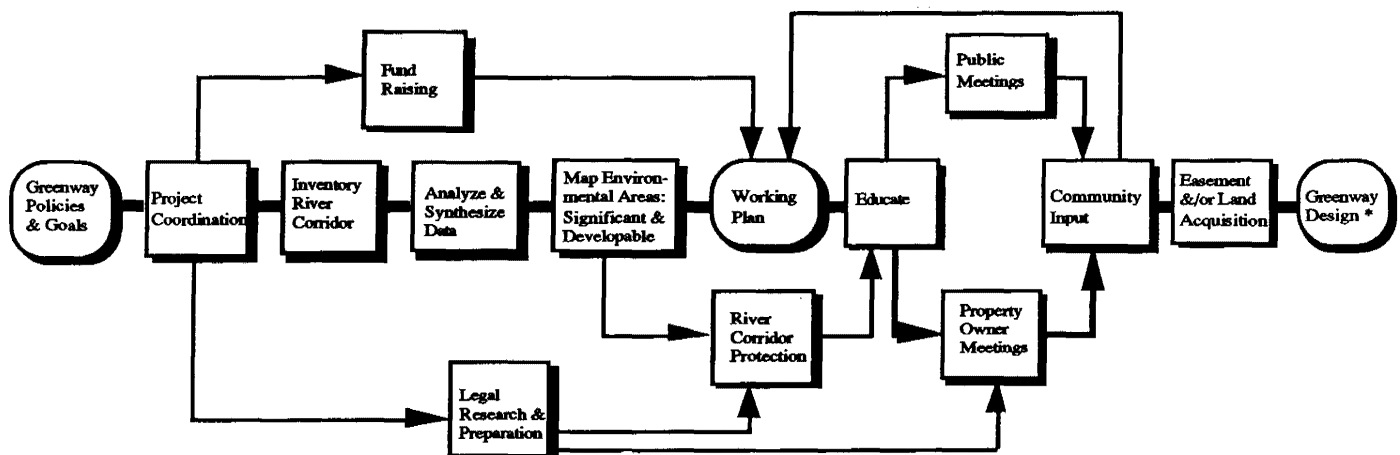 Fund
Raising
Public
Meetings
Greenway
Policies
& Goals
Project
Coordination
Inventory
River
Corridor
Analyze &
Synthesize
Data
Map Environ-
mental Areas:
Significant &
Developable
Working
Plan
Educate
Community
Input
Easement
&/or Land
Acquisition
Greenway
Design *
River
Corridor
Protection
Property
Owner
Meetings
Legal
Research &
Preparation